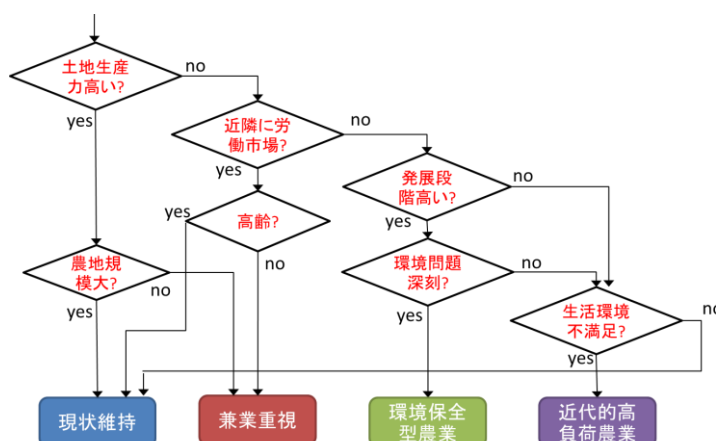 土地生産
力高い?
no
yes
近隣に労
働市場?
no
yes
発展段
階高い?
no
yes
高齢?
yes
no
農地規
模大?
no
yes
環境問題
深刻?
no
yes
生活環境
不満足?
no
yes
現状維持
兼業重視
環境保全
型農業
近代的高
負荷農業